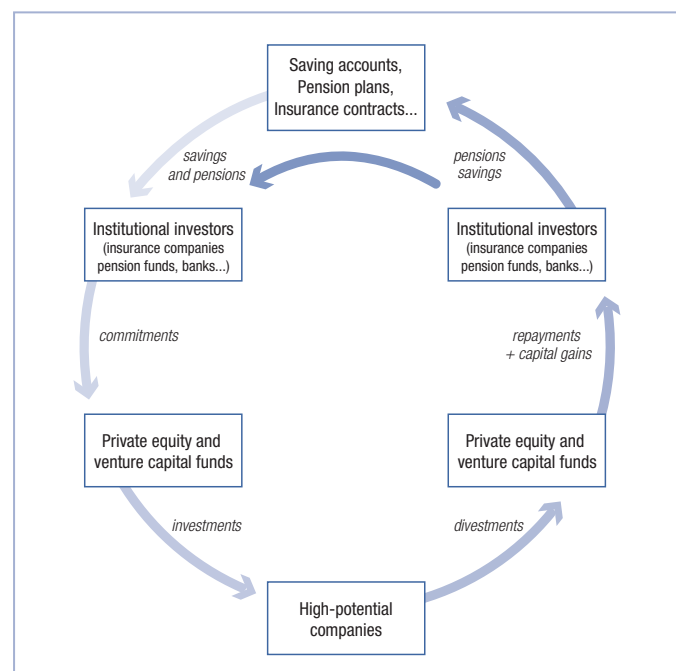 Saving accounts,
Pension plans,
Insurance contracts...
savings
and pensions
pensions
savings
Institutional investors
(insurance companies
pension funds, banks...)
Institutional investors
(insurance companies
pension funds, banks...)
commitments
repayments
+ capital gains
Private equity and
venture capital funds
Private equity and
venture capital funds
investments
divestments
High-potential
companies